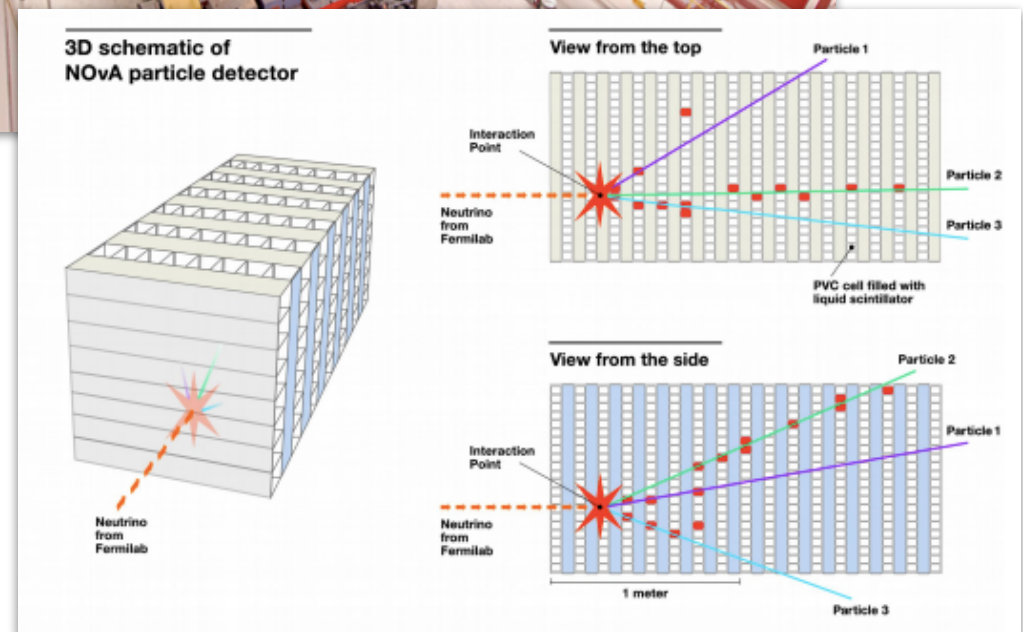 3D schematic of
NOvA particle detector
Neutrino
from
Fermilab
View from the top
Particle 1
Interaction
Point
Particle 2
Neutrino
from
Fermilab
Particle 3
PVC cell filled with
liquid scintillator
View from the side
Particle 2
Interaction
Point
Particle 1
Neutrino
from
Fermilab
1 meter
Particle 3